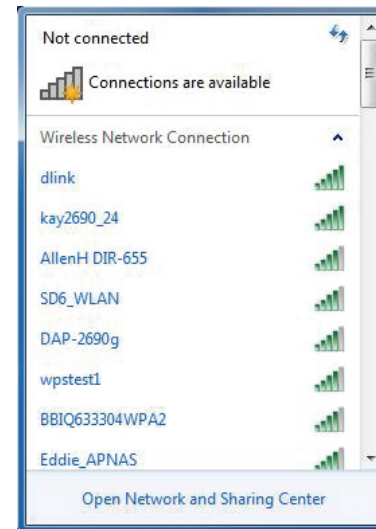 Not connected
Connections are available
Wireless Network Connection
dlink
kay2690_24
AllenH DIR-655
SD6_WLAN
DAP-2690g
wpstest1
BBIQ633304WPA2
Eddie_APNAS
Open Network and Sharing Center